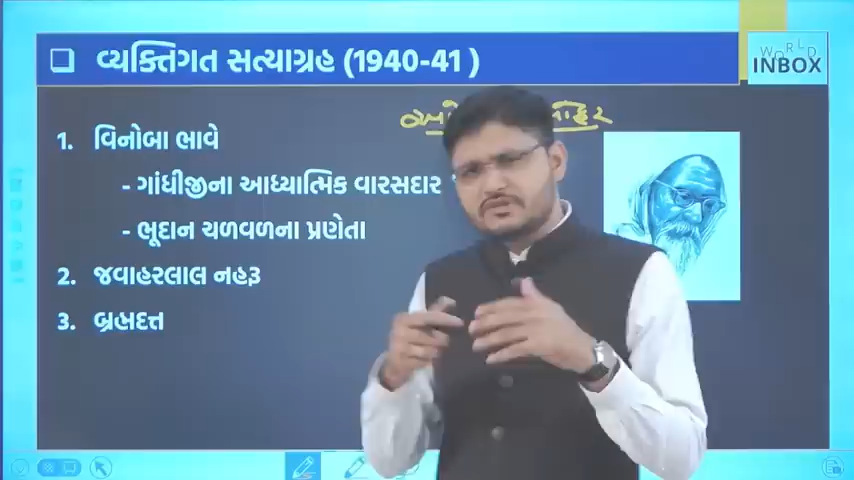 ❑ વ્યક્તિગત સત્યાગ્રહ (1940-41)
WORLD
INBOX
1. વિનોબા ભાવે
- ગાંધીજીના આધ્યાત્મિક વારસદાર
- ભૂદાન ચળવળના પ્રણેતા
2. જવાહરલાલ નહરૂ
3. બ્રહ્મદત્ત